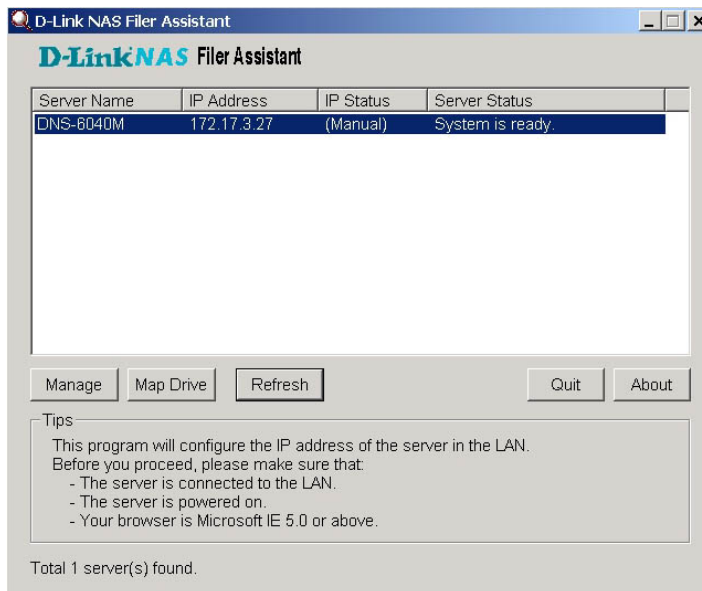 D-Link NAS Filer Assistant
D-Link NAS Filer Assistant
Server Name IP Address IP Status Server Status
DNS-6040M 172.17.3.27 (Manual) System is ready.
Manage Map Drive Refresh Quit About
Tips
This program will configure the IP address of the server in the LAN.
Before you proceed, please make sure that:
- The server is connected to the LAN.
- The server is powered on.
- Your browser is Microsoft IE 5.0 or above.
Total 1 server(s) found.